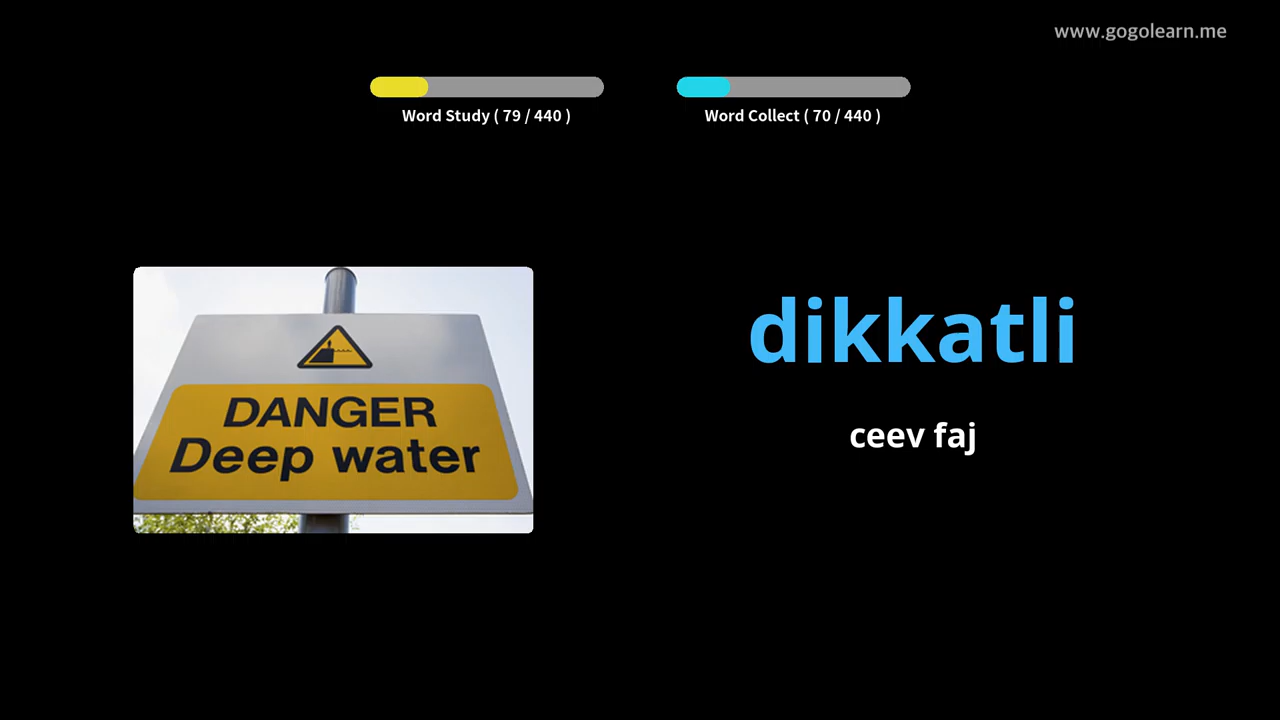 www.gogolearn.me
Word Study ( 79 / 440 )
Word Collect ( 70 / 440 )
DANGER
Deep water
dikkatli
ceev faj